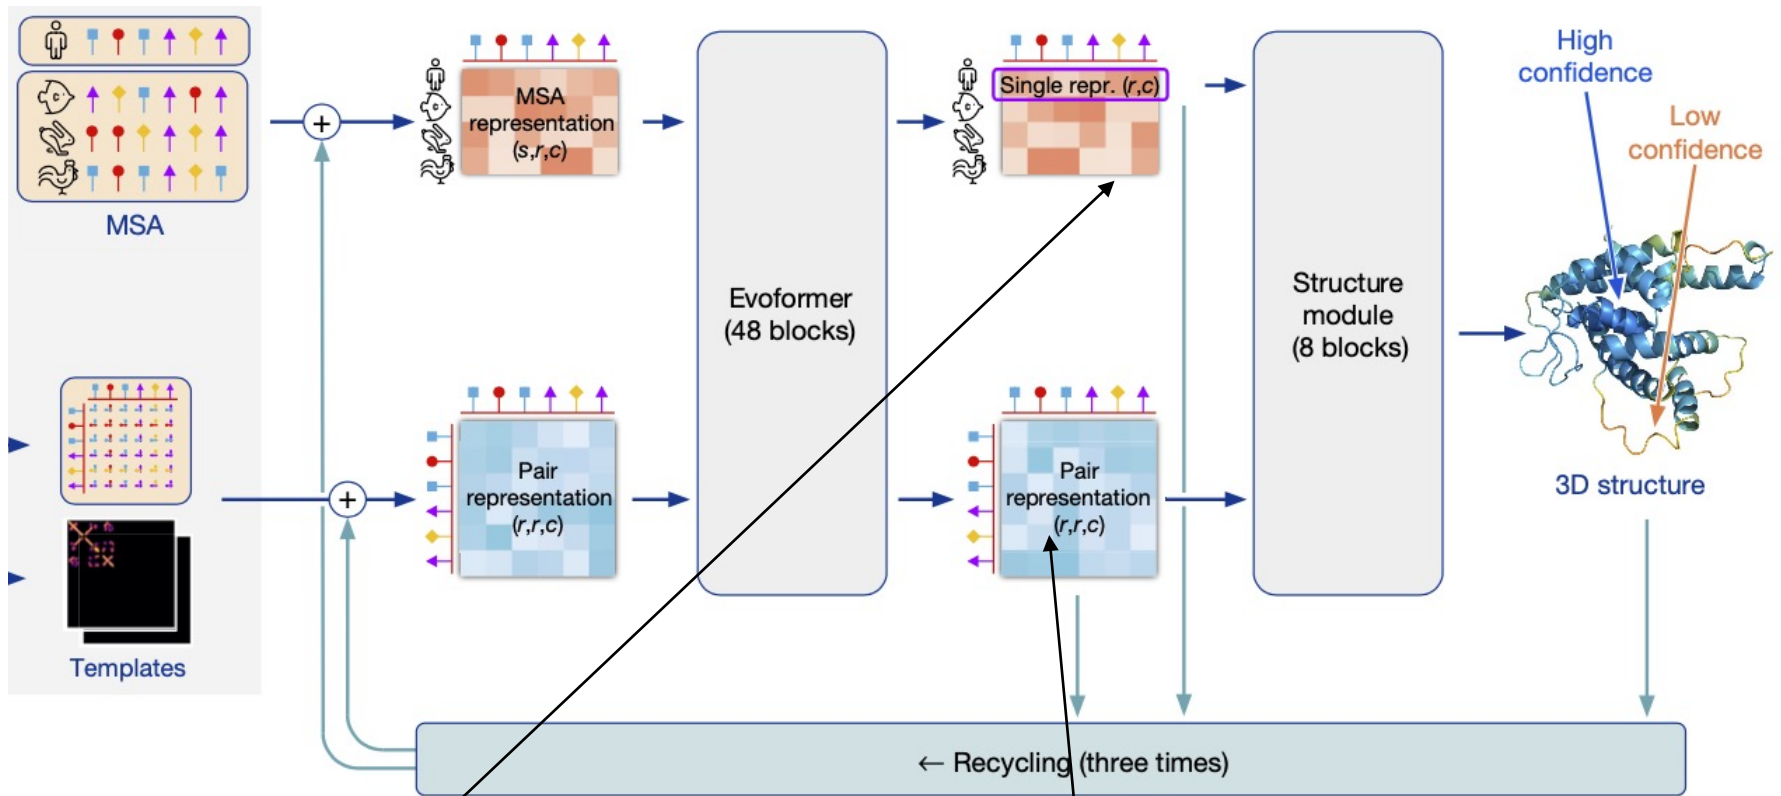 MSA
Templates
MSA
representation
(s,r,c)
Pair
representation
(r,r,c)
Evoformer
(48 blocks)
Single repr. (r,c)
Pair
representation
(r,r,c)
Structure
module
(8 blocks)
High
confidence
Low
confidence
3D structure
← Recycling (three times)